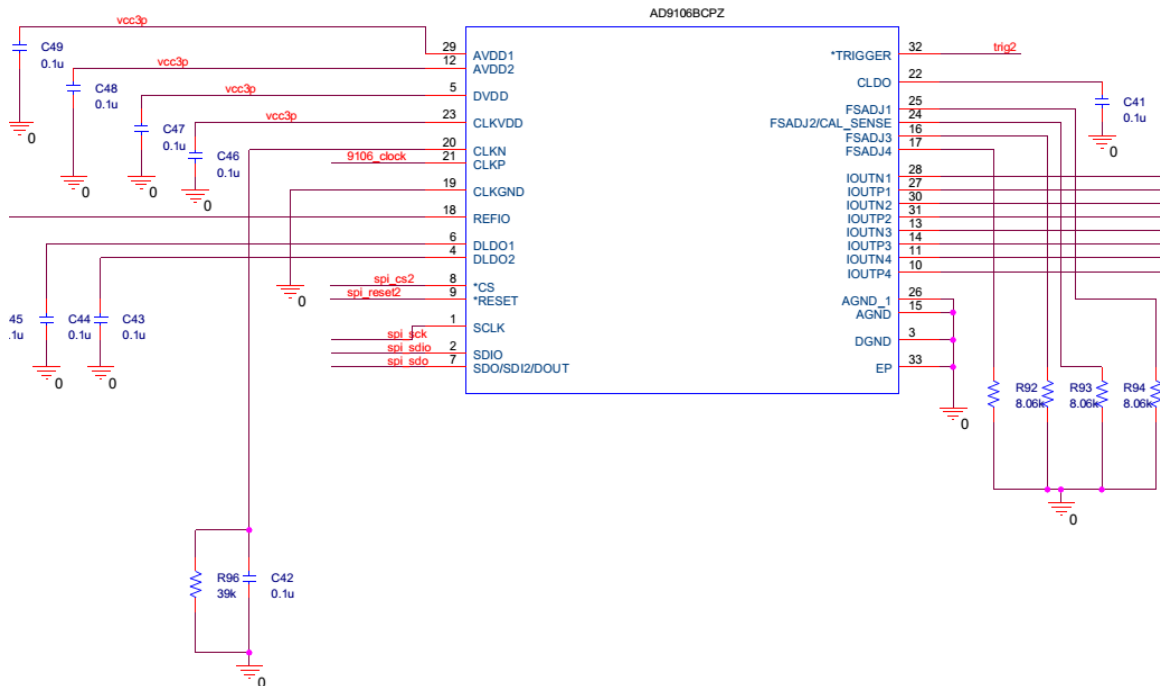 AD9106BCPZ
vcc3p
C49
0.1u
0
vcc3p
C48
0.1u
0
vcc3p
C47
0.1u
0
vcc3p
C46
0.1u
0
9106_clock
0
45
.1u
0
C44
0.1u
0
C43
0.1u
spi_cs2
spi_reset2
spi_sck
spi_sdio
spi_sdo
29 AVDD1
12 AVDD2
5 DVDD
23 CLKVDD
20 CLKN
21 CLKP
19 CLKGND
18 REFIO
6 DLDO1
4 DLDO2
8 *CS
9 *RESET
1 SCLK
2 SDIO
7 SDO/SDI2/DOUT
*TRIGGER 32 trig2
CLDO 22
FSADJ1 25
FSADJ2/CAL_SENSE 24
FSADJ3 16
FSADJ4 17
IOUTN1 28
IOUTP1 27
IOUTN2 30
IOUTP2 31
IOUTN3 13
IOUTP3 14
IOUTN4 11
IOUTP4 10
AGND_1 26
AGND 15
DGND 3
EP 33
C41
0.1u
0
0
R92
8.06k
R93
8.06k
R94
8.06k
0
R96
39k
C42
0.1u
0